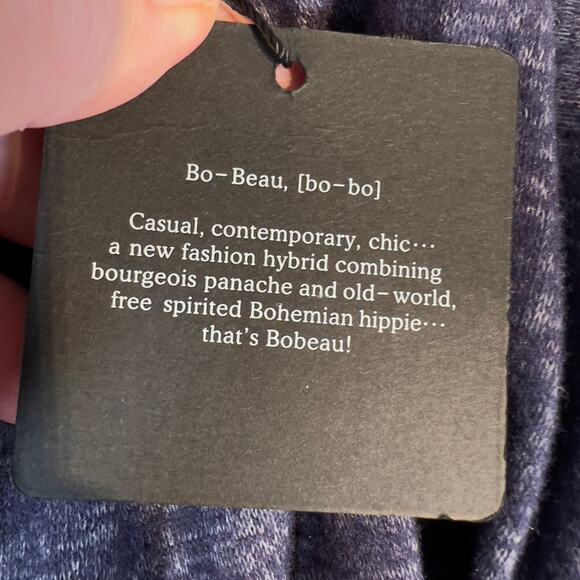 Bo-Beau, [bo-bo]
Casual, contemporary, chic···
a new fashion hybrid combining
bourgeois panache and old-world,
free spirited Bohemian hippie···
that's Bobeau!